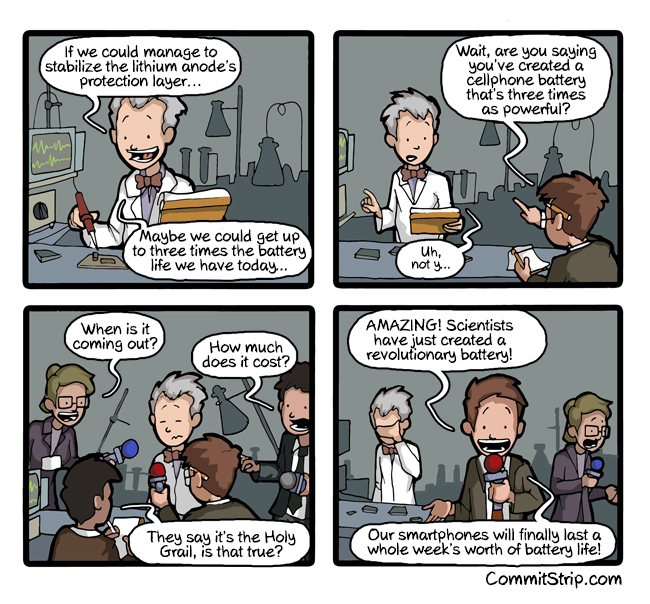 If we could manage to
stabilize the lithium anode's
protection layer...
Maybe we could get up
to three times the battery
life we have today...
Wait, are you saying
you've created a
cellphone battery
that's three times
as powerful?
Uh,
not y...
When is it
coming out?
How much
does it cost?
They say it's the Holy
Grail, is that true?
AMAZING! Scientists
have just created a
revolutionary battery!
Our smartphones will finally last a
whole week's worth of battery life!
CommitStrip.com